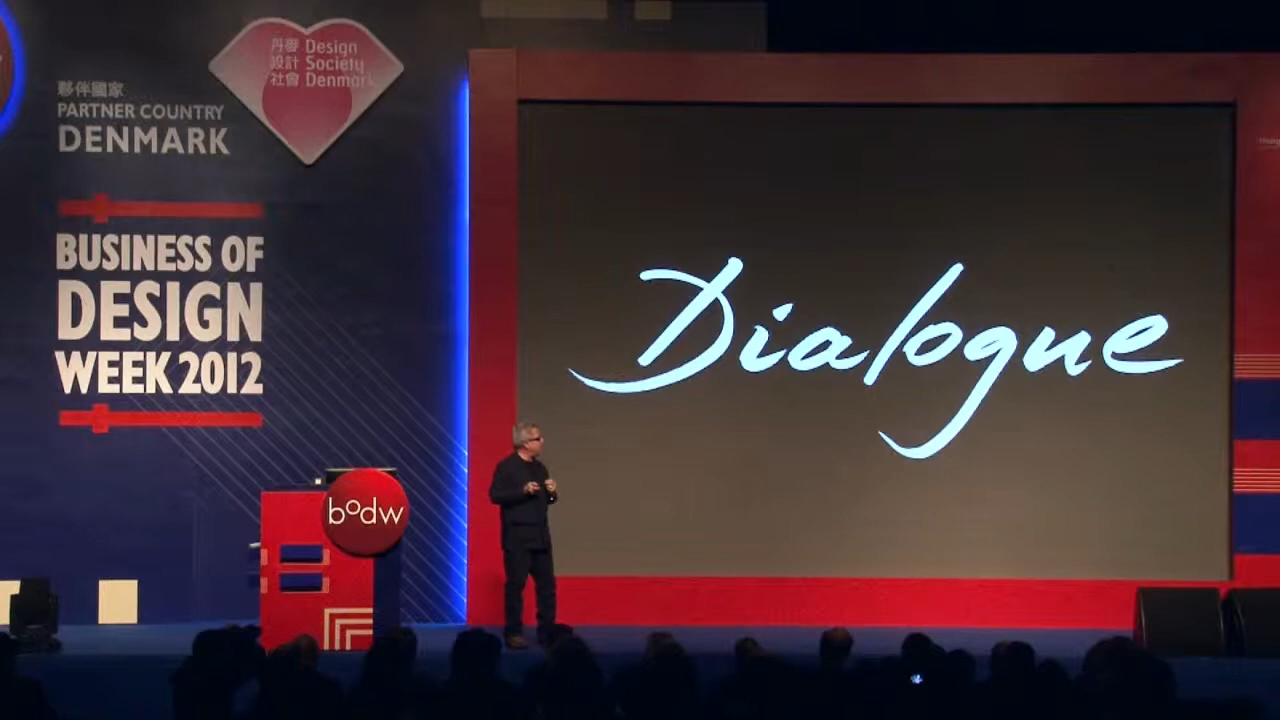 丹麥 Design
設計 Society
社會 Denmark
夥伴國家
PARTNER COUNTRY
DENMARK
BUSINESS OF
DESIGN
WEEK 2012
bodw
Dialogue